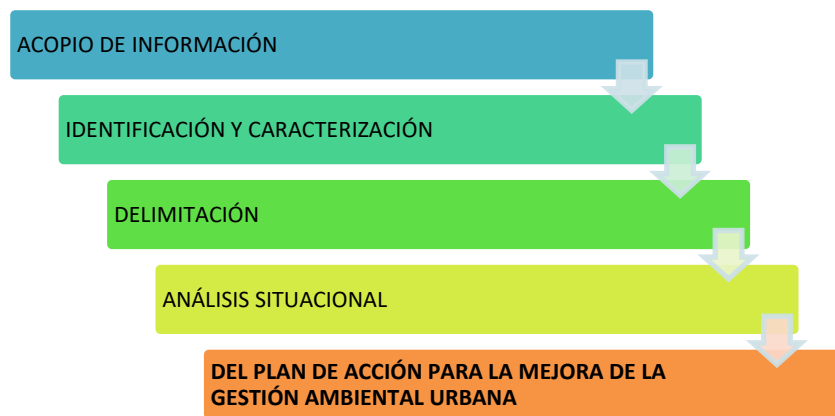 ACOPIO DE INFORMACIÓN
IDENTIFICACIÓN Y CARACTERIZACIÓN
DELIMITACIÓN
ANÁLISIS SITUACIONAL
DEL PLAN DE ACCIÓN PARA LA MEJORA DE LA
GESTIÓN AMBIENTAL URBANA